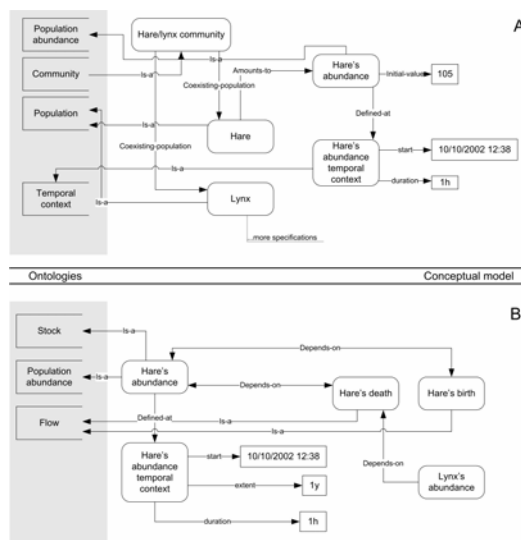 A
Population
abundance
Hare/lynx community
Is-a
Community
Is-a
Amounts-to
Hare's
abundance
Initial-value
105
Coexisting-population
Defined-at
Population
Is-a
Hare
Coexisting-population
Hare's
abundance
temporal
context
start
10/10/2002 12:38
duration
1h
Is-a
Temporal
context
Is-a
Lynx
more specifications
Ontologies
Conceptual model
B
Stock
Is-a
Depends-on
Population
abundance
Is-a
Hare's
abundance
Depends-on
Hare's death
Hare's birth
Flow
Defined-at
Is-a
Is-a
Hare's
abundance
temporal
context
start
10/10/2002 12:38
Depends-on
extent
1y
Lynx's
abundance
duration
1h